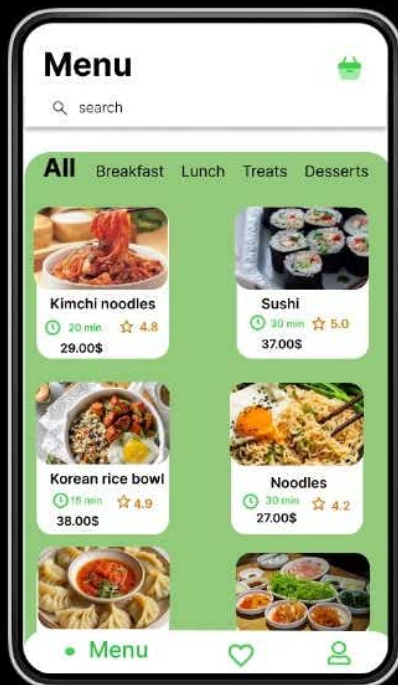 Menu
search
All Breakfast Lunch Treats Desserts
Kimchi noodles
20 min 4.8
29.00$
Sushi
30 min 5.0
37.00$
Korean rice bowl
15 min 4.9
38.00$
Noodles
30 min 4.2
27.00$
Menu